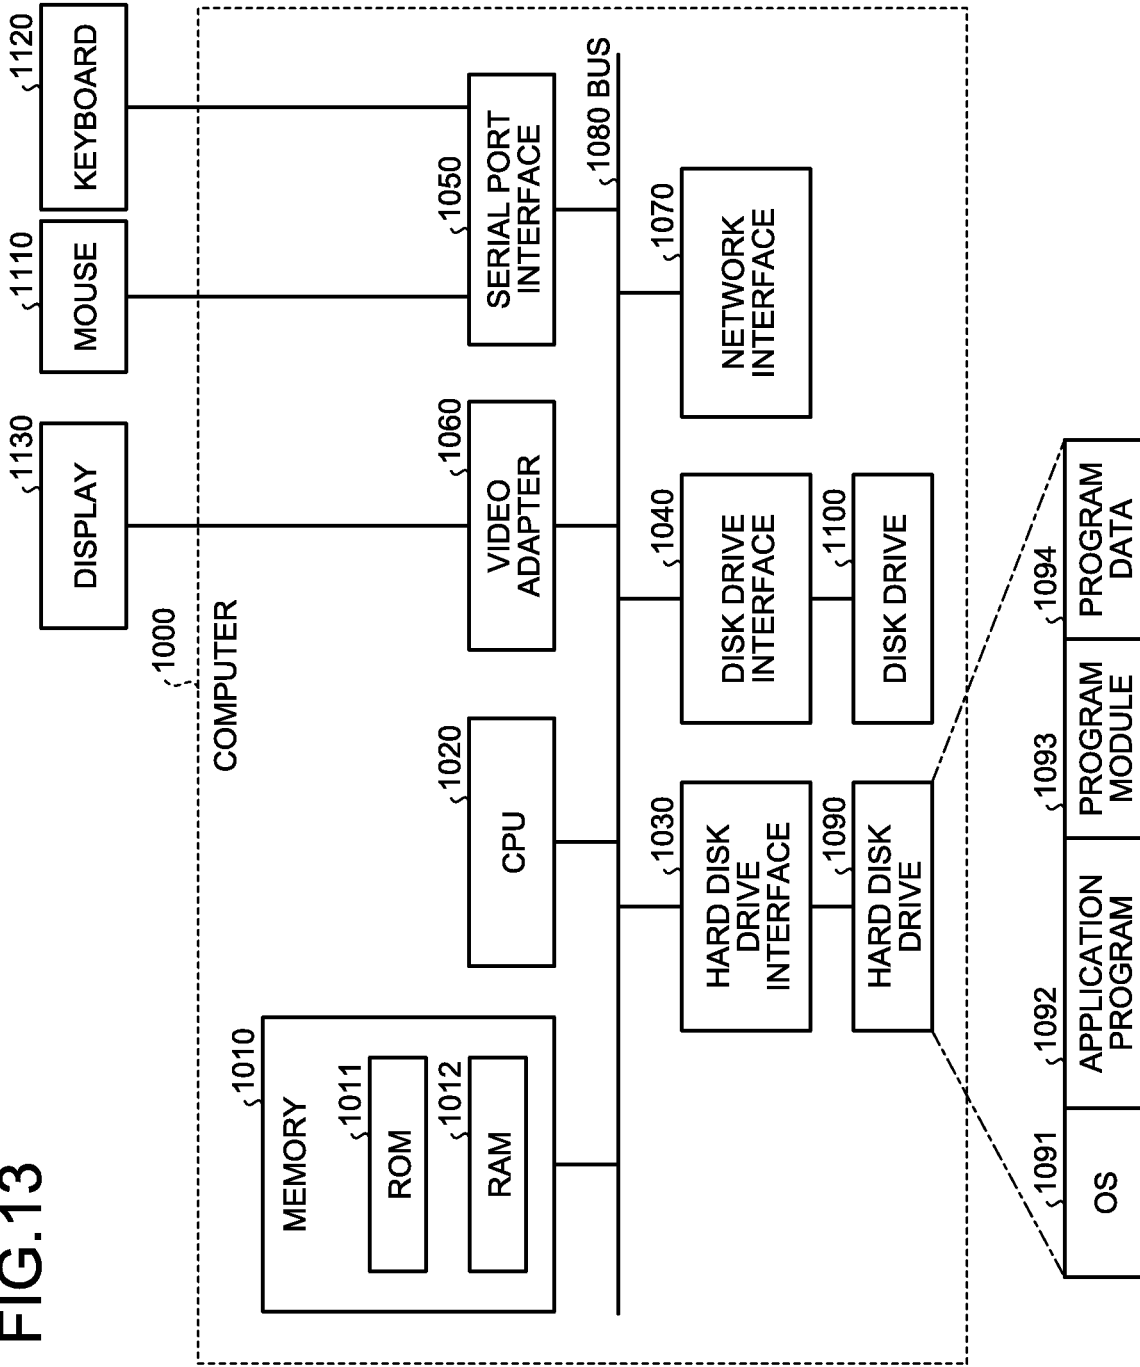 FIG.13
1000
COMPUTER
1010
MEMORY
1011
ROM
1012
RAM
1020
CPU
1130
DISPLAY
1060
VIDEO
ADAPTER
1110
MOUSE
1120
KEYBOARD
1050
SERIAL PORT
INTERFACE
1080 BUS
1030
HARD DISK
DRIVE
INTERFACE
1090
HARD DISK
DRIVE
1040
DISK DRIVE
INTERFACE
1100
DISK DRIVE
1070
NETWORK
INTERFACE
1091
OS
1092
APPLICATION
PROGRAM
1093
PROGRAM
MODULE
1094
PROGRAM
DATA